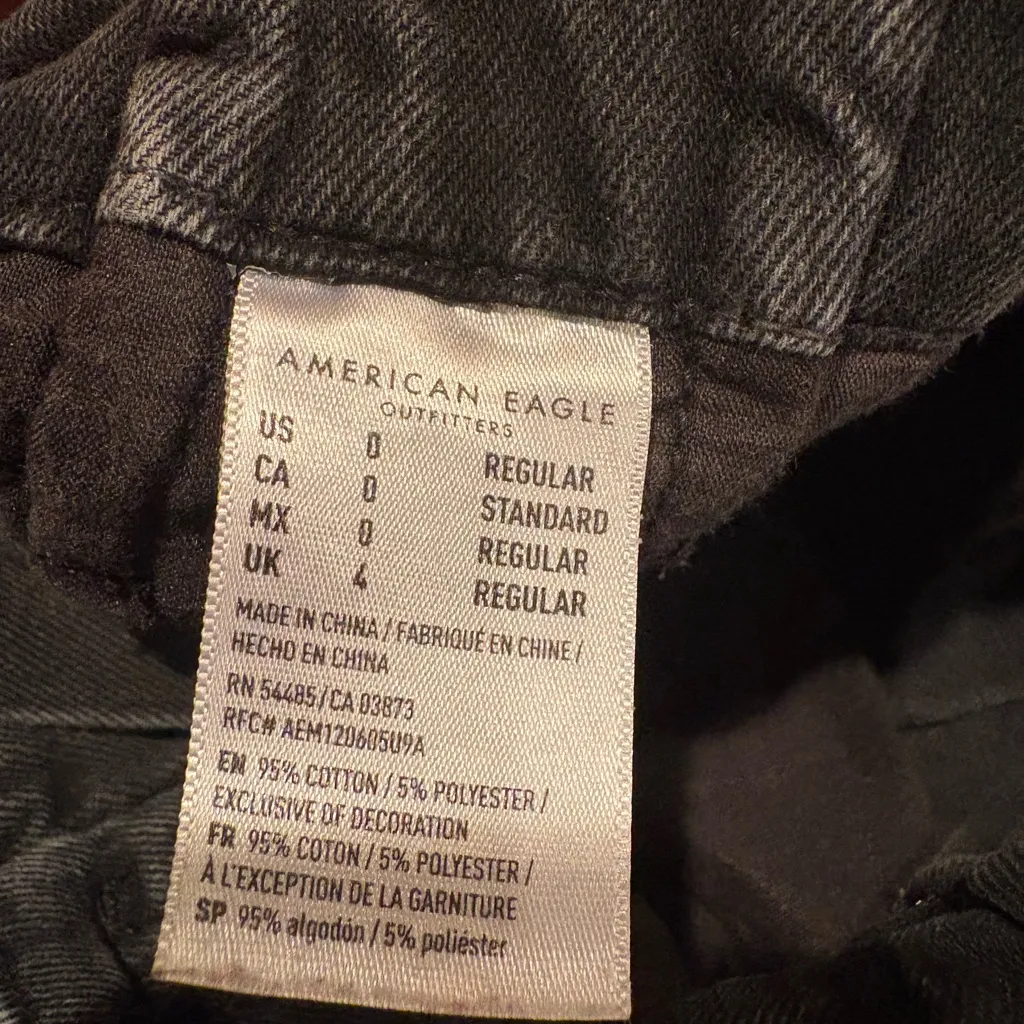 AMERICAN EAGLE
OUTFITTERS
US 0 REGULAR
CA 0 STANDARD
MX 0 REGULAR
UK 4 REGULAR
MADE IN CHINA / FABRIQUÉ EN CHINE /
HECHO EN CHINA
RN 54485/CA 03873
RFC# AEM120605U9A
EN 95% COTTON / 5% POLYESTER /
EXCLUSIVE OF DECORATION
FR 95% COTON / 5% POLYESTER /
À L'EXCEPTION DE LA GARNITURE
SP 95% algodón / 5% poliéster